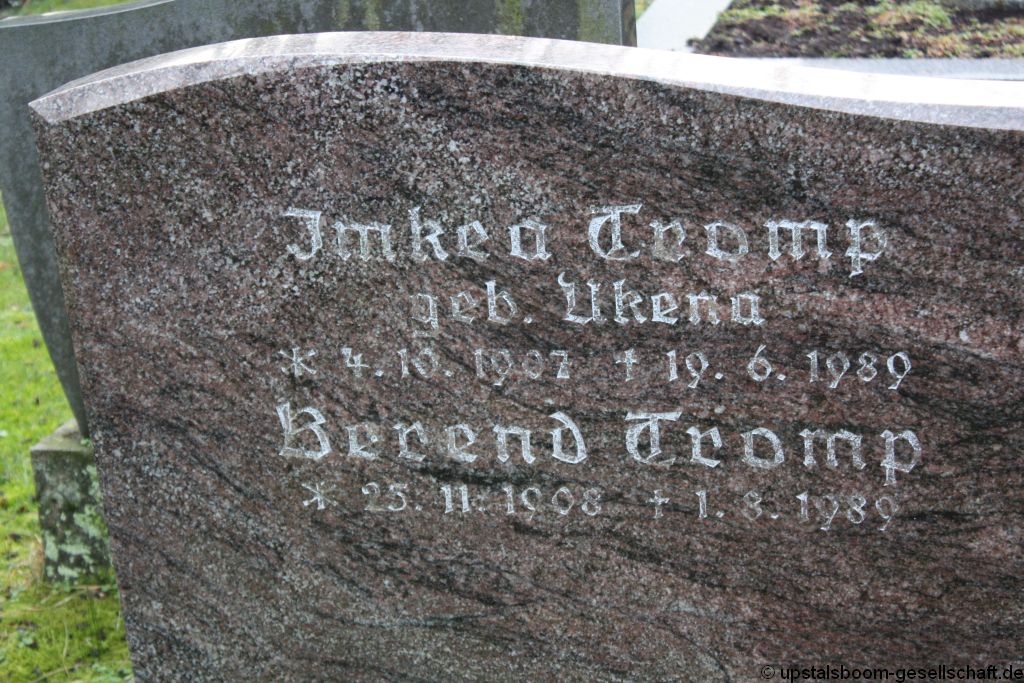 Imkea Tromp
geb. Ukena
* 4. 10. 1907 † 19. 6. 1989
Berend Tromp
* 25. 11. 1908 † 1. 8. 1989
© upstalsboom-gesellschaft.de